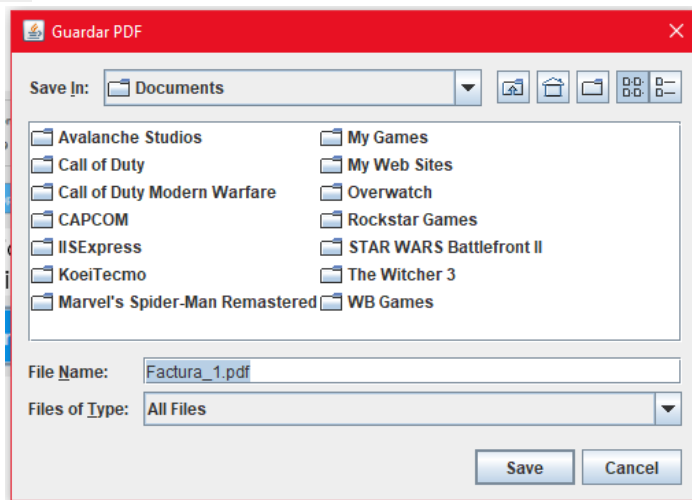 Guardar PDF
Save In: Documents
Avalanche Studios My Games
Call of Duty My Web Sites
Call of Duty Modern Warfare Overwatch
CAPCOM Rockstar Games
IISExpress STAR WARS Battlefront II
KoeiTecmo The Witcher 3
Marvel's Spider-Man Remastered WB Games
File Name: Factura_1.pdf
Files of Type: All Files
Save Cancel